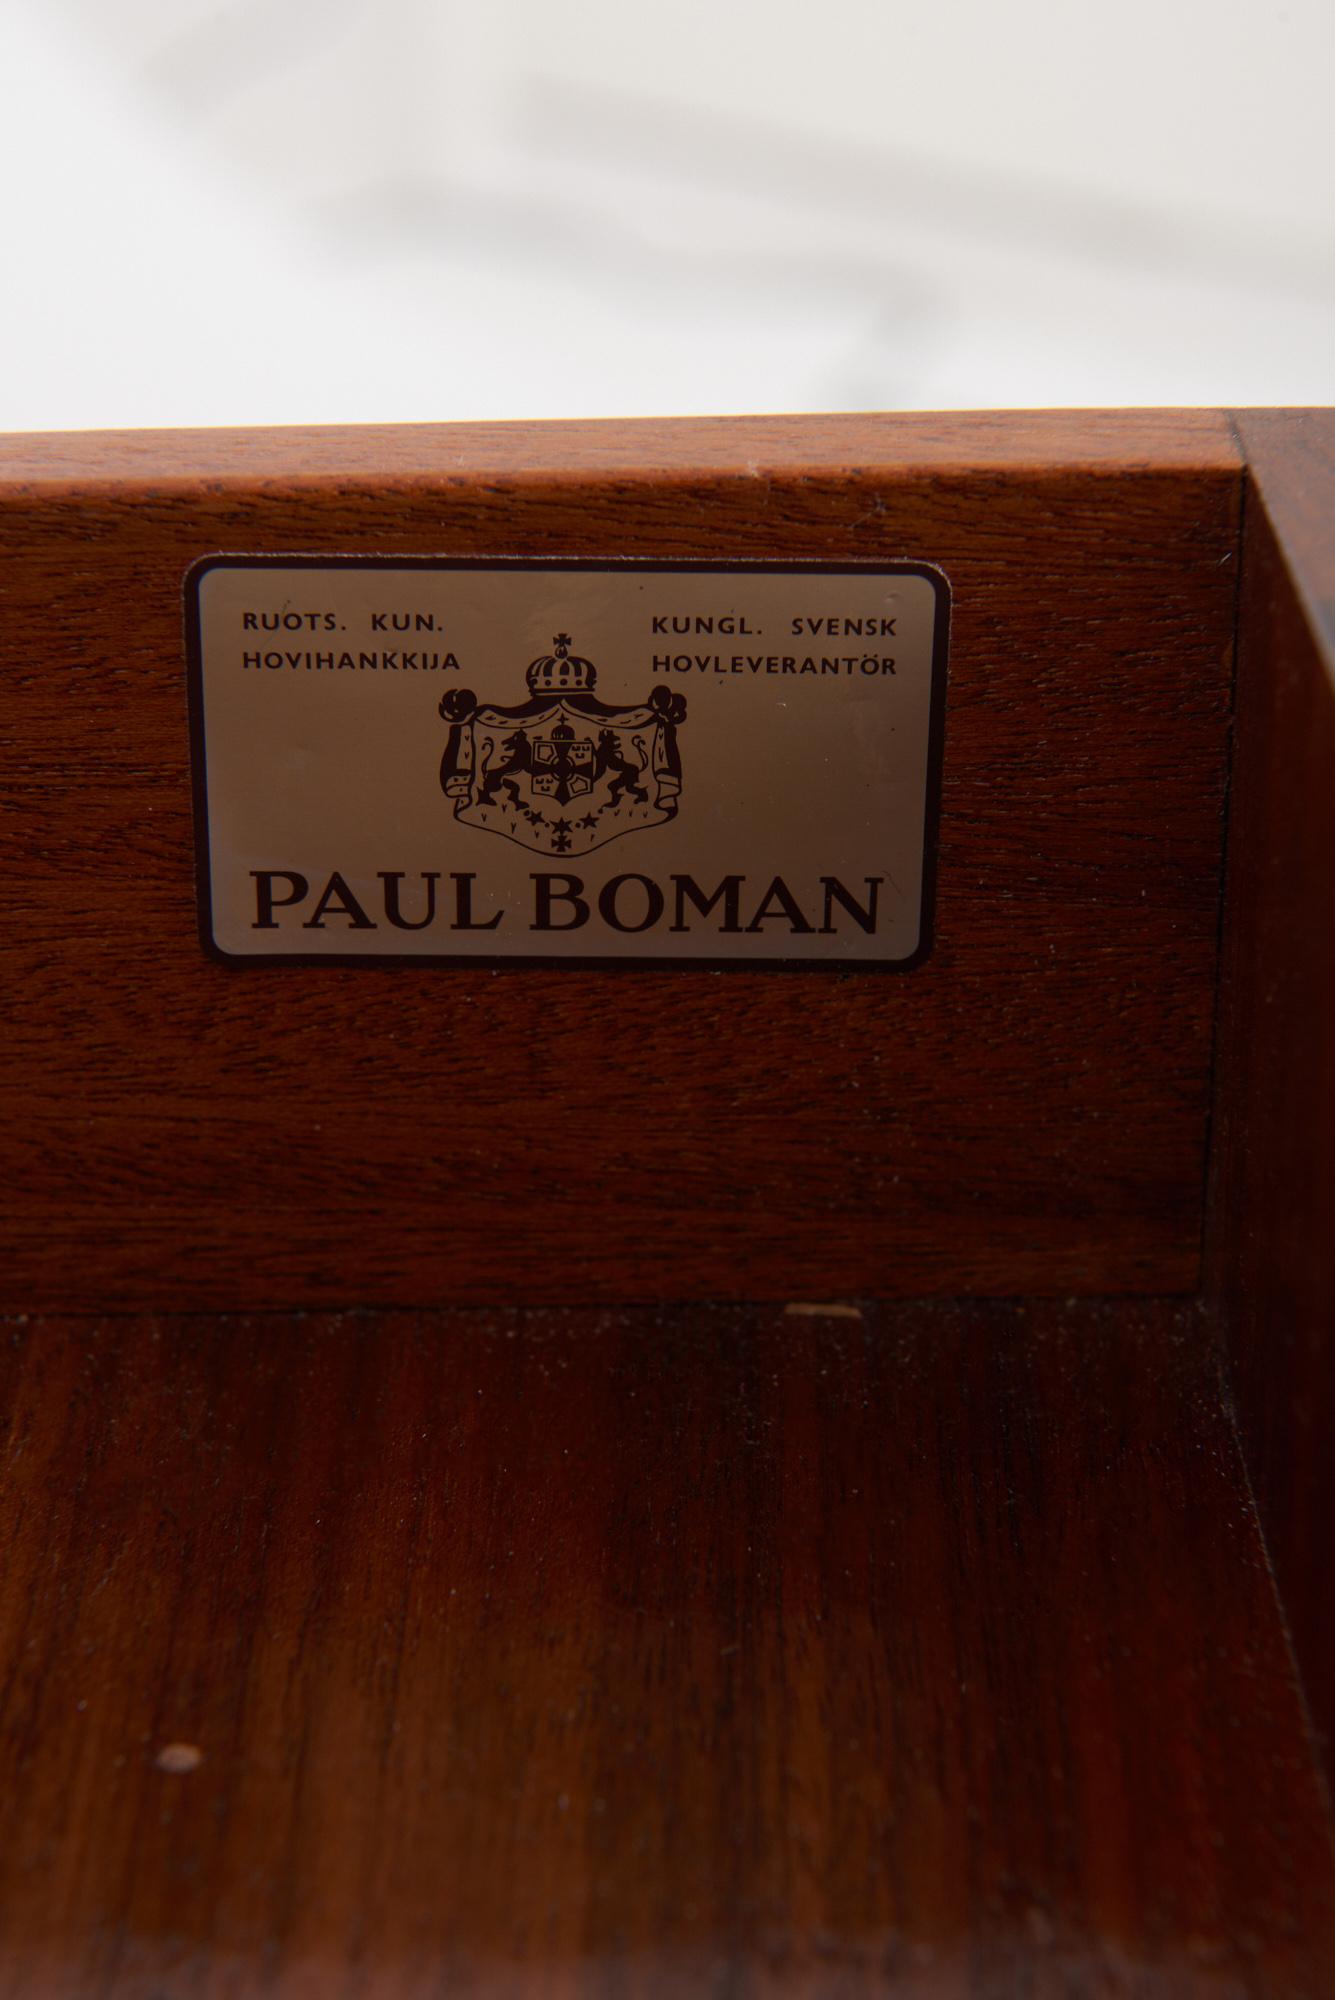 RUOTS. KUN.
HOVIHANKKIJA
KUNGL. SVENSK
HOVLEVERANTÖR
PAUL BOMAN